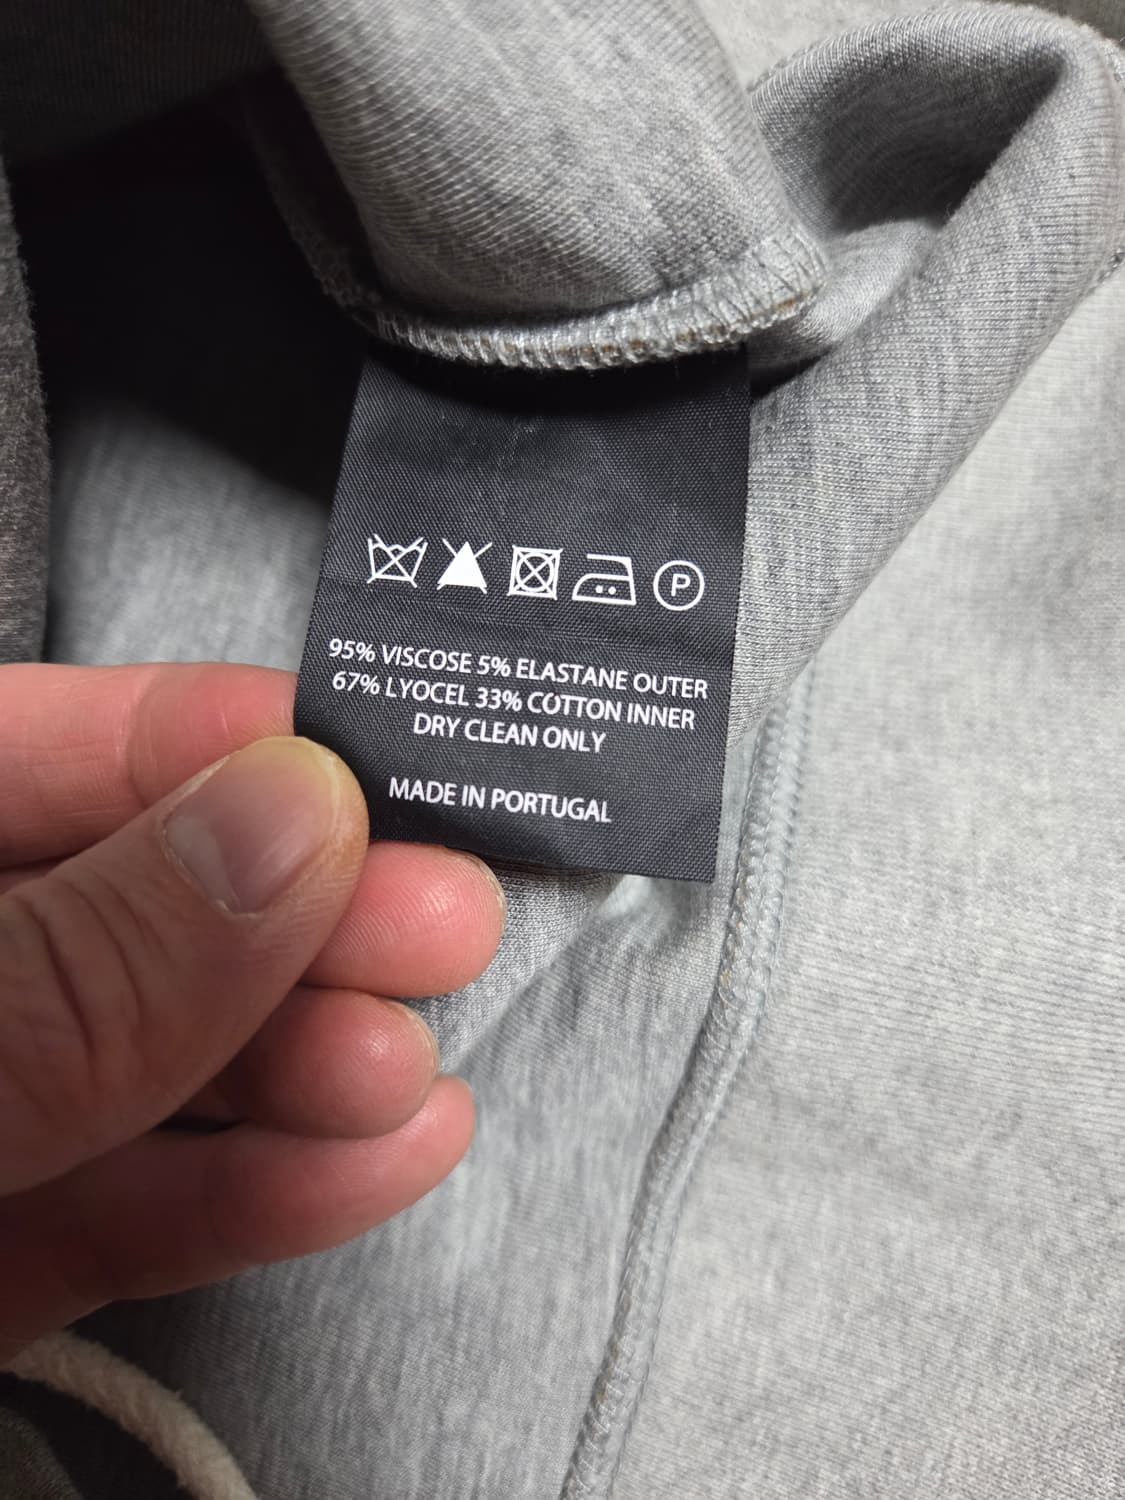 P
95% VISCOSE 5% ELASTANE OUTER
67% LYOCEL 33% COTTON INNER
DRY CLEAN ONLY
MADE IN PORTUGAL